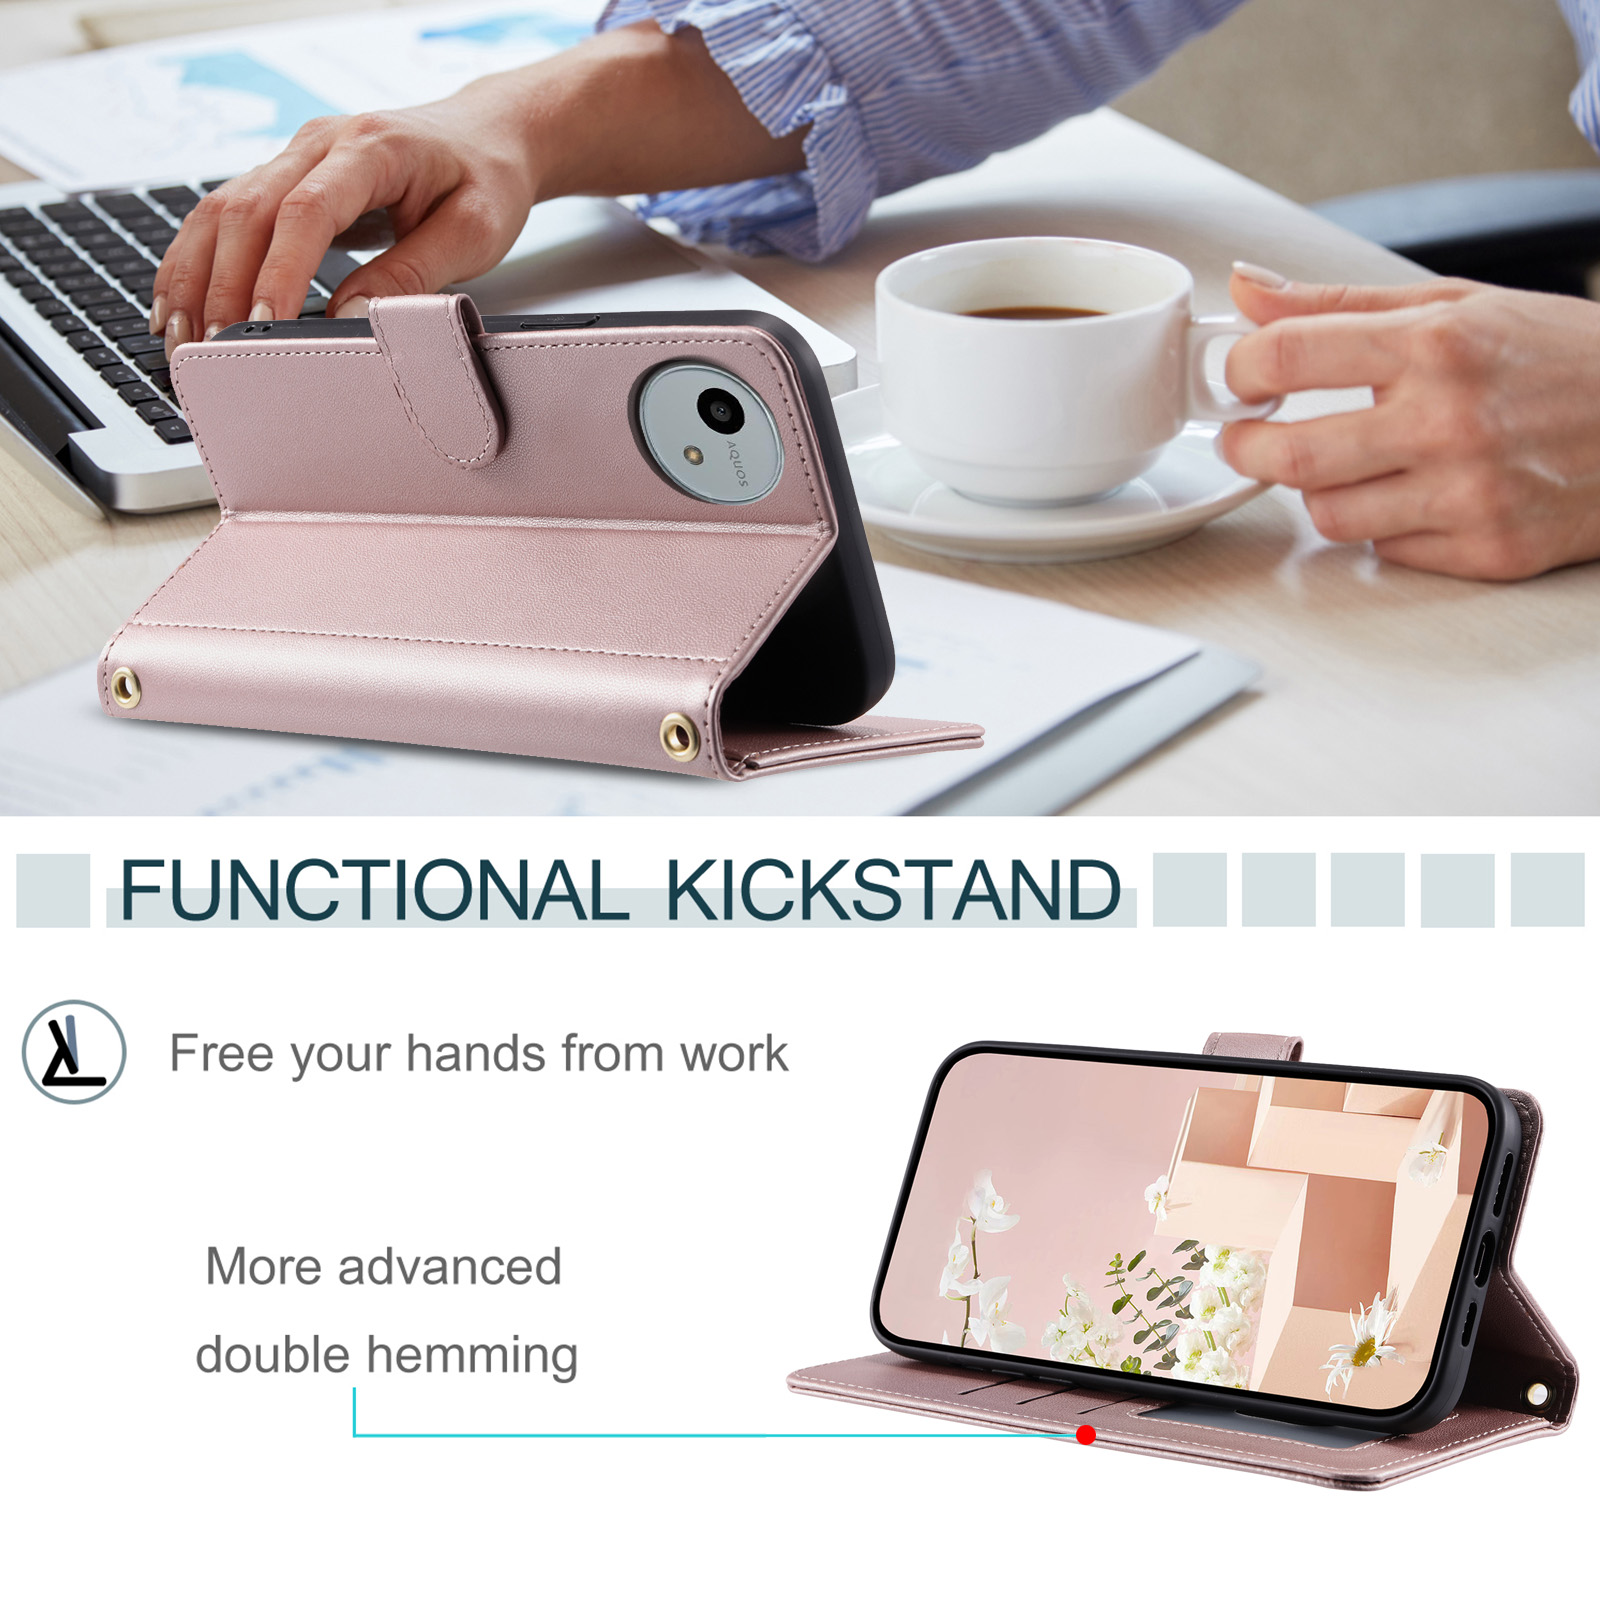 AQUOS
FUNCTIONAL KICKSTAND
Free your hands from work
More advanced
double hemming